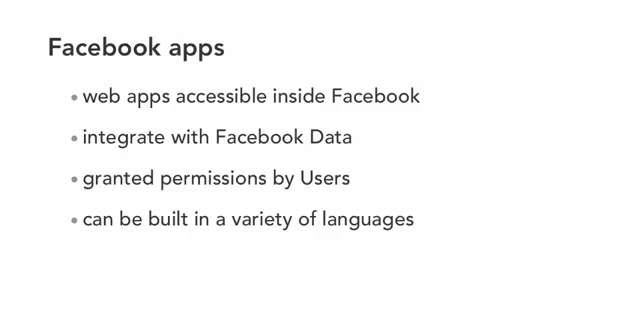 Facebook apps
• web apps accessible inside Facebook
• integrate with Facebook Data
• granted permissions by Users
• can be built in a variety of languages